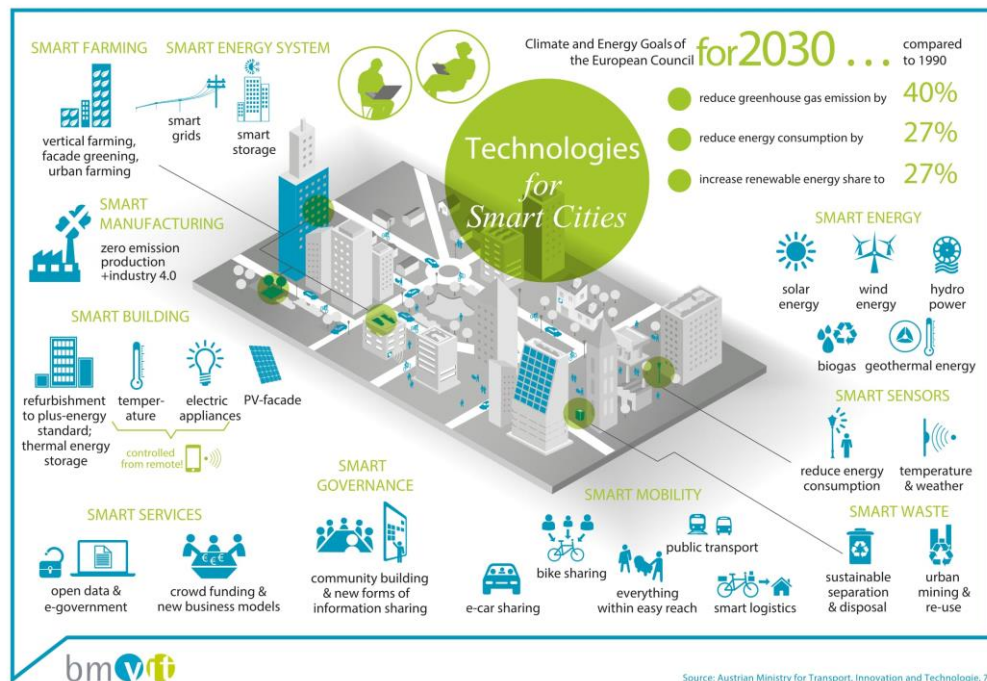 SMART FARMING
vertical farming,
facade greening,
urban farming
SMART ENERGY SYSTEM
smart
grids
smart
storage
Climate and Energy Goals of
the European Council
for 2030 ...
compared
to 1990
reduce greenhouse gas emission by 40%
reduce energy consumption by 27%
increase renewable energy share to 27%
Technologies
for
Smart Cities
SMART
MANUFACTURING
zero emission
production
+industry 4.0
SMART ENERGY
solar
energy
wind
energy
hydro
power
biogas
geothermal energy
SMART BUILDING
refurbishment
to plus-energy
standard;
thermal energy
storage
temper-
ature
electric
appliances
PV-facade
controlled
from remote!
SMART SENSORS
reduce energy
consumption
temperature
& weather
SMART SERVICES
open data &
e-government
€€€
crowd funding &
new business models
SMART
GOVERNANCE
community building
& new forms of
information sharing
SMART MOBILITY
e-car sharing
bike sharing
everything
within easy reach
public transport
smart logistics
SMART WASTE
sustainable
separation
& disposal
urban
mining &
re-use
bmvit
Source: Austrian Ministry for Transport, Innovation and Technologie,